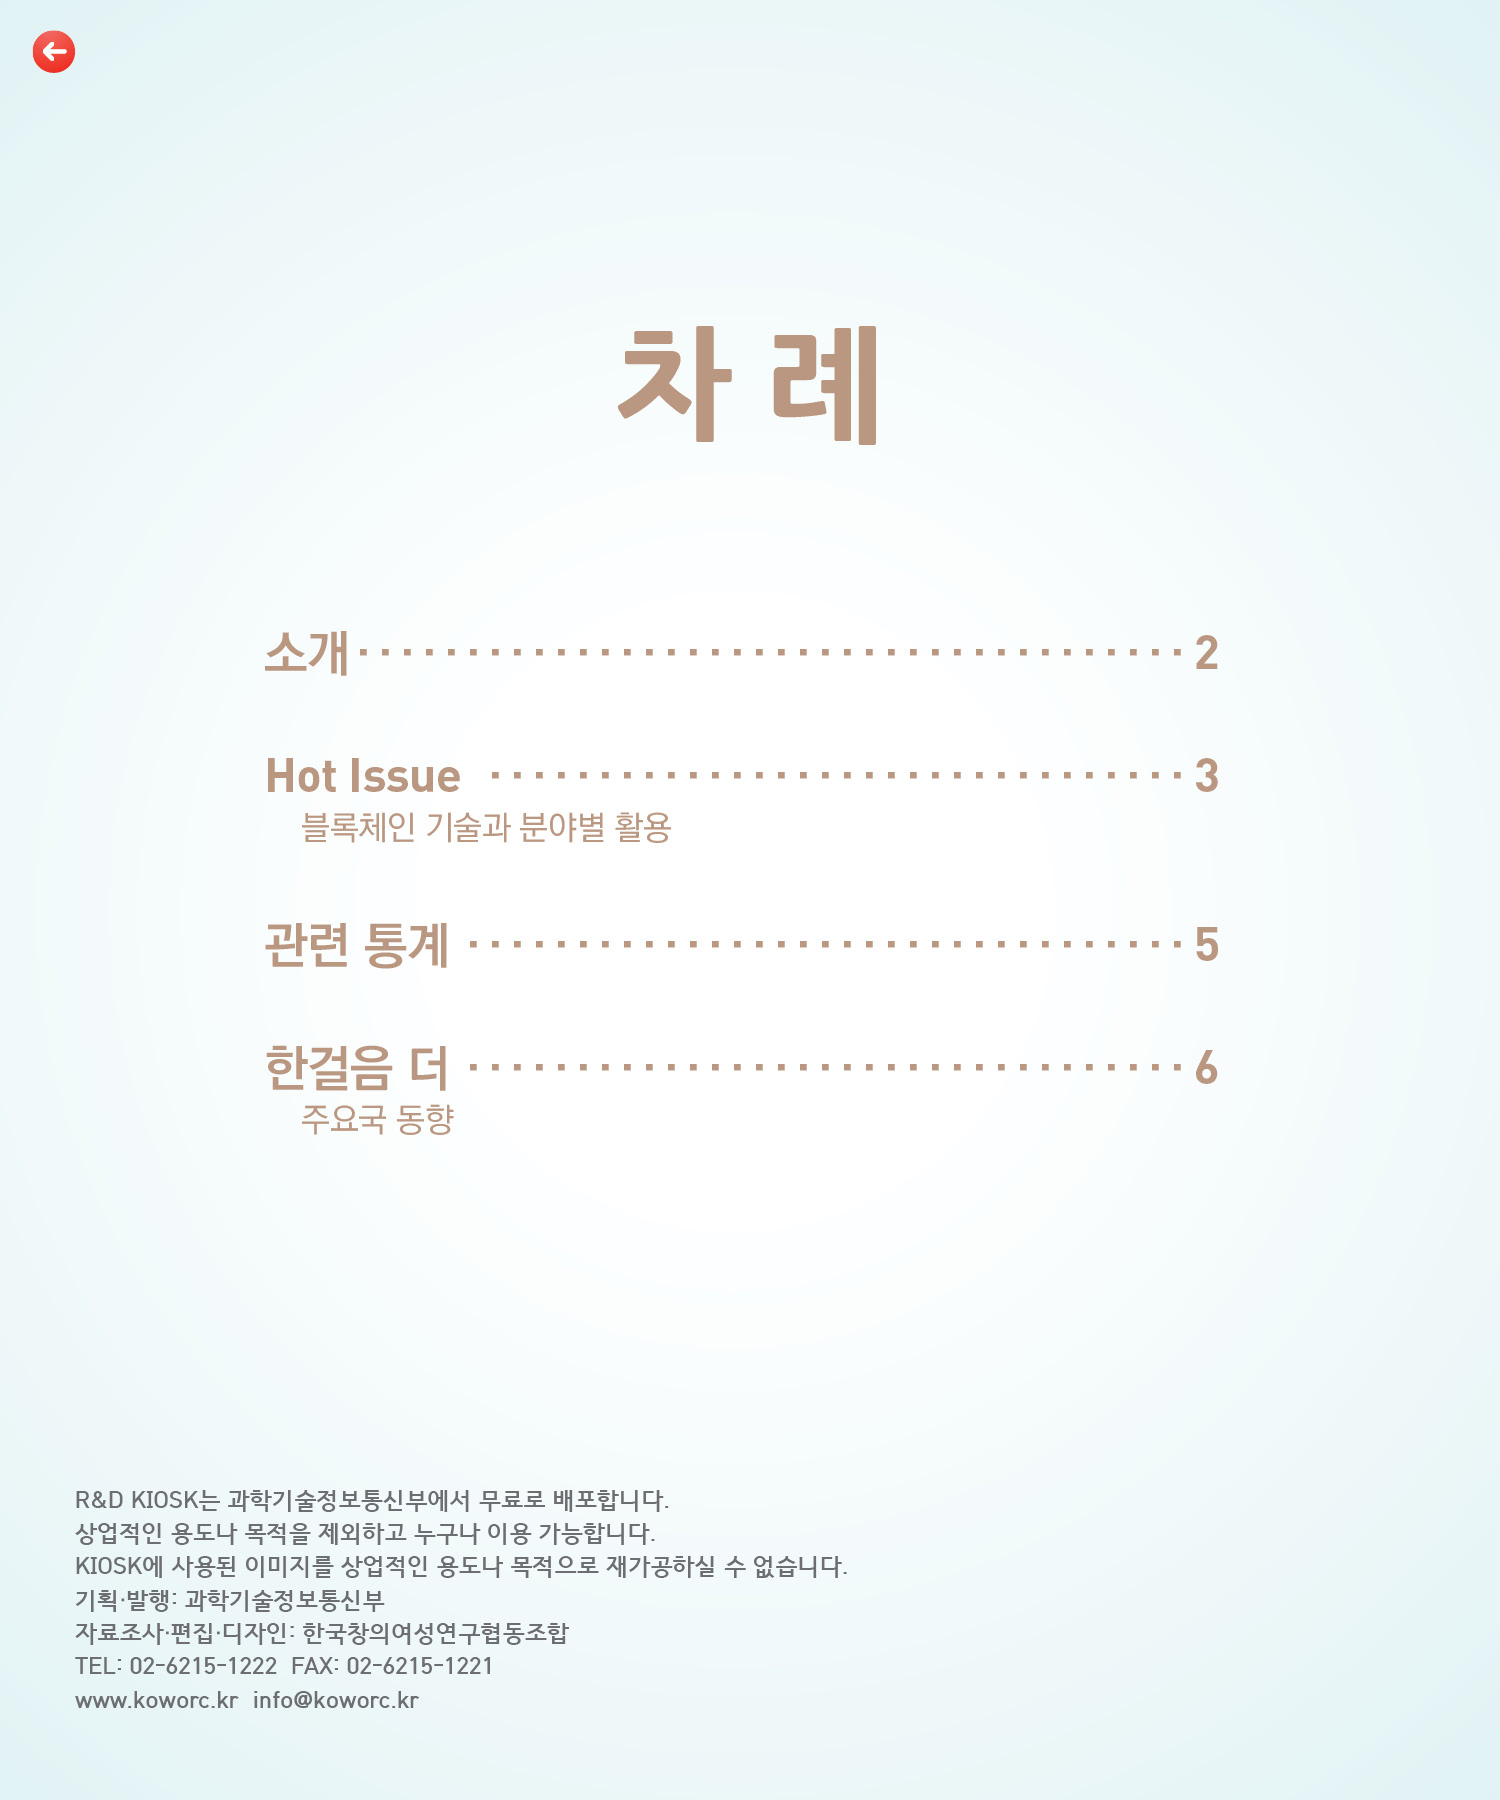 차 례
소개 ······································ 2
Hot Issue ································ 3
블록체인 기술과 분야별 활용
관련 통계 ································· 5
한걸음 더 ································· 6
주요국 동향
R&D KIOSK는 과학기술정보통신부에서 무료로 배포합니다.
상업적인 용도나 목적을 제외하고 누구나 이용 가능합니다.
KIOSK에 사용된 이미지를 상업적인 용도나 목적으로 재가공하실 수 없습니다.
기획·발행: 과학기술정보통신부
자료조사·편집·디자인: 한국창의여성연구협동조합
TEL: 02-6215-1222 FAX: 02-6215-1221
www.koworc.kr info@koworc.kr